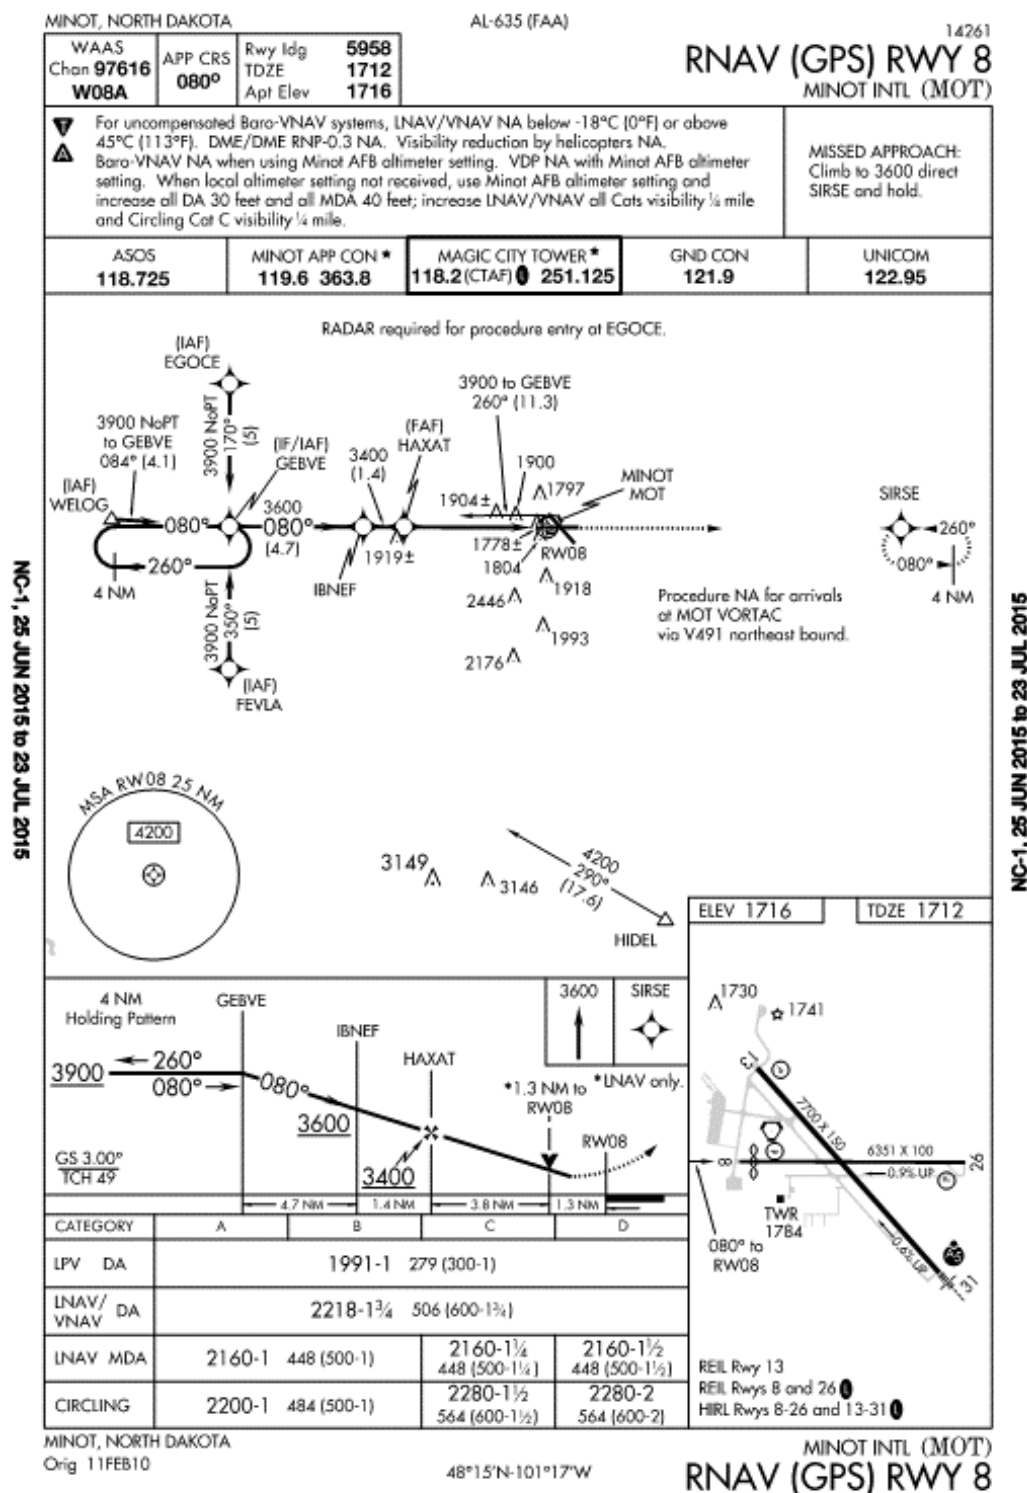 MINOT, NORTH DAKOTA
AL-635 (FAA)
14261
WAAS
Chan 97616
W08A
APP CRS
080°
Rwy ldg 5958
TDZE 1712
Apt Elev 1716
RNAV (GPS) RWY 8
MINOT INTL (MOT)
T
A
For uncompensated Baro-VNAV systems, LNAV/VNAV NA below -18°C (0°F) or above
45°C (113°F). DME/DME RNP-0.3 NA. Visibility reduction by helicopters NA.
Baro-VNAV NA when using Minot AFB altimeter setting. VDP NA with Minot AFB altimeter
setting. When local altimeter setting not received, use Minot AFB altimeter setting and
increase all DA 30 feet and all MDA 40 feet; increase LNAV/VNAV all Cats visibility ¼ mile
and Circling Cat C visibility ¼ mile.
MISSED APPROACH:
Climb to 3600 direct
SIRSE and hold.
ASOS
118.725
MINOT APP CON *
119.6 363.8
MAGIC CITY TOWER *
118.2 (CTAF) L 251.125
GND CON
121.9
UNICOM
122.95
RADAR required for procedure entry at EGOCE.
(IAF)
EGOCE
3900 NoPT
170°
(5)
3900 NoPT
to GEBVE
084° (4.1)
(IAF)
WELOG
(IF/IAF)
GEBVE
3400
(1.4)
(FAF)
HAXAT
3900 to GEBVE
260° (11.3)
1900
1904±
1797
MINOT
MOT
SIRSE
080°
3600
080°
(4.7)
260°
4 NM
IBNEF
1919±
1778±
1804
RW08
260°
080°
4 NM
2446
1918
1993
2176
3900 NoPT
350°
(5)
(IAF)
FEVLA
Procedure NA for arrivals
at MOT VORTAC
via V491 northeast bound.
NC-1, 25 JUN 2015 to 23 JUL 2015
NC-1, 25 JUN 2015 to 23 JUL 2015
MSA RW08 25 NM
4200
3149
3146
4200
290°
(17.6)
HIDEL
ELEV 1716
TDZE 1712
4 NM
Holding Pattern
GEBVE
IBNEF
HAXAT
3600
SIRSE
3900
260°
080°
080°
3600
3400
*1.3 NM to
RW08
*LNAV only.
RW08
GS 3.00°
TCH 49
4.7 NM
1.4 NM
3.8 NM
1.3 NM
1730
1741
13
7700 X 150
6351 X 100
0.9% UP
26
8
TWR
1784
080° to
RW08
0.6% UP
A5
31
REIL Rwy 13
REIL Rwys 8 and 26 L
HIRL Rwys 8-26 and 13-31 L
CATEGORY A B C D
LPV DA 1991-1 279 (300-1)
LNAV/
VNAV DA 2218-1¾ 506 (600-1¾)
LNAV MDA 2160-1 448 (500-1) 2160-1¼ 448 (500-1¼) 2160-1½ 448 (500-1½)
CIRCLING 2200-1 484 (500-1) 2280-1½ 564 (600-1½) 2280-2 564 (600-2)
MINOT, NORTH DAKOTA
Orig 11FEB10
48°15'N-101°17'W
MINOT INTL (MOT)
RNAV (GPS) RWY 8